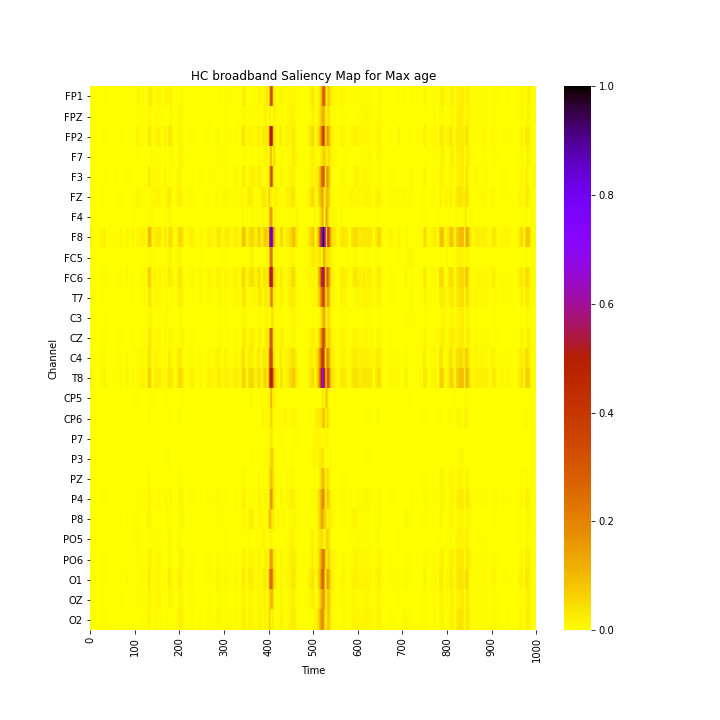 HC broadband Saliency Map for Max age
FP1
FPZ
FP2
F7
F3
FZ
F4
F8
FC5
FC6
T7
C3
CZ
C4
T8
CP5
CP6
P7
P3
PZ
P4
P8
PO5
PO6
O1
OZ
O2
Channel
0
100
200
300
400
500
600
700
800
900
1000
Time
1.0
0.8
0.6
0.4
0.2
0.0